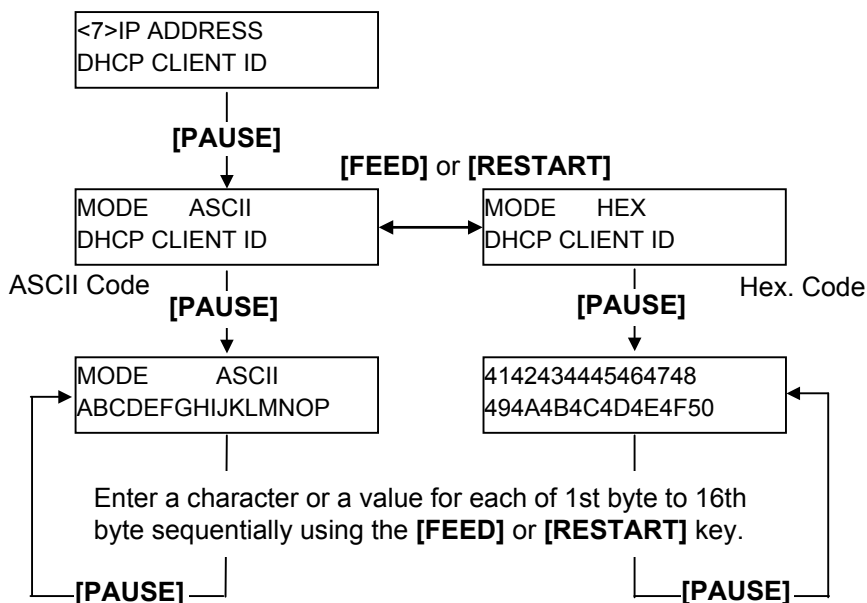 <7>IP ADDRESS
DHCP CLIENT ID
[PAUSE]
[FEED] or [RESTART]
MODE ASCII
DHCP CLIENT ID
MODE HEX
DHCP CLIENT ID
ASCII Code
[PAUSE]
[PAUSE]
Hex. Code
MODE ASCII
ABCDEFGHIJKLMNOP
4142434445464748
494A4B4C4D4E4F50
Enter a character or a value for each of 1st byte to 16th
byte sequentially using the [FEED] or [RESTART] key.
[PAUSE]
[PAUSE]